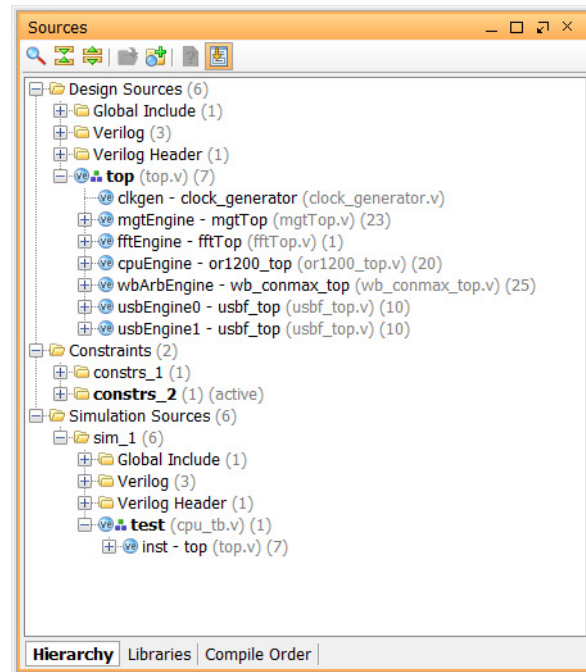 Sources
Design Sources (6)
Global Include (1)
Verilog (3)
Verilog Header (1)
top (top.v) (7)
clkgen - clock_generator (clock_generator.v)
mgtEngine - mgtTop (mgtTop.v) (23)
fftEngine - fftTop (fftTop.v) (1)
cpuEngine - or1200_top (or1200_top.v) (20)
wbArbEngine - wb_conmax_top (wb_conmax_top.v) (25)
usbEngine0 - usbf_top (usbf_top.v) (10)
usbEngine1 - usbf_top (usbf_top.v) (10)
Constraints (2)
constrs_1 (1)
constrs_2 (1) (active)
Simulation Sources (6)
sim_1 (6)
Global Include (1)
Verilog (3)
Verilog Header (1)
test (cpu_tb.v) (1)
inst - top (top.v) (7)
Hierarchy Libraries Compile Order